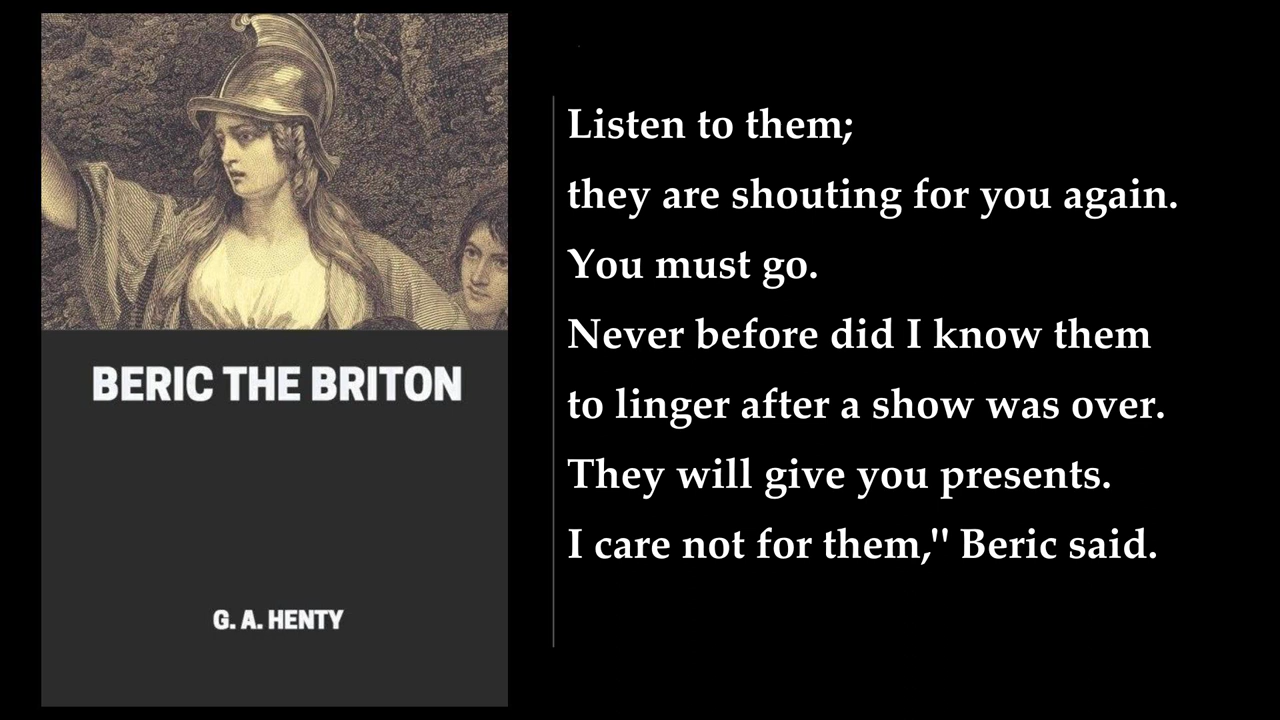 BERIC THE BRITON
G. A. HENTY
Listen to them;
they are shouting for you again.
You must go.
Never before did I know them
to linger after a show was over.
They will give you presents.
I care not for them," Beric said.